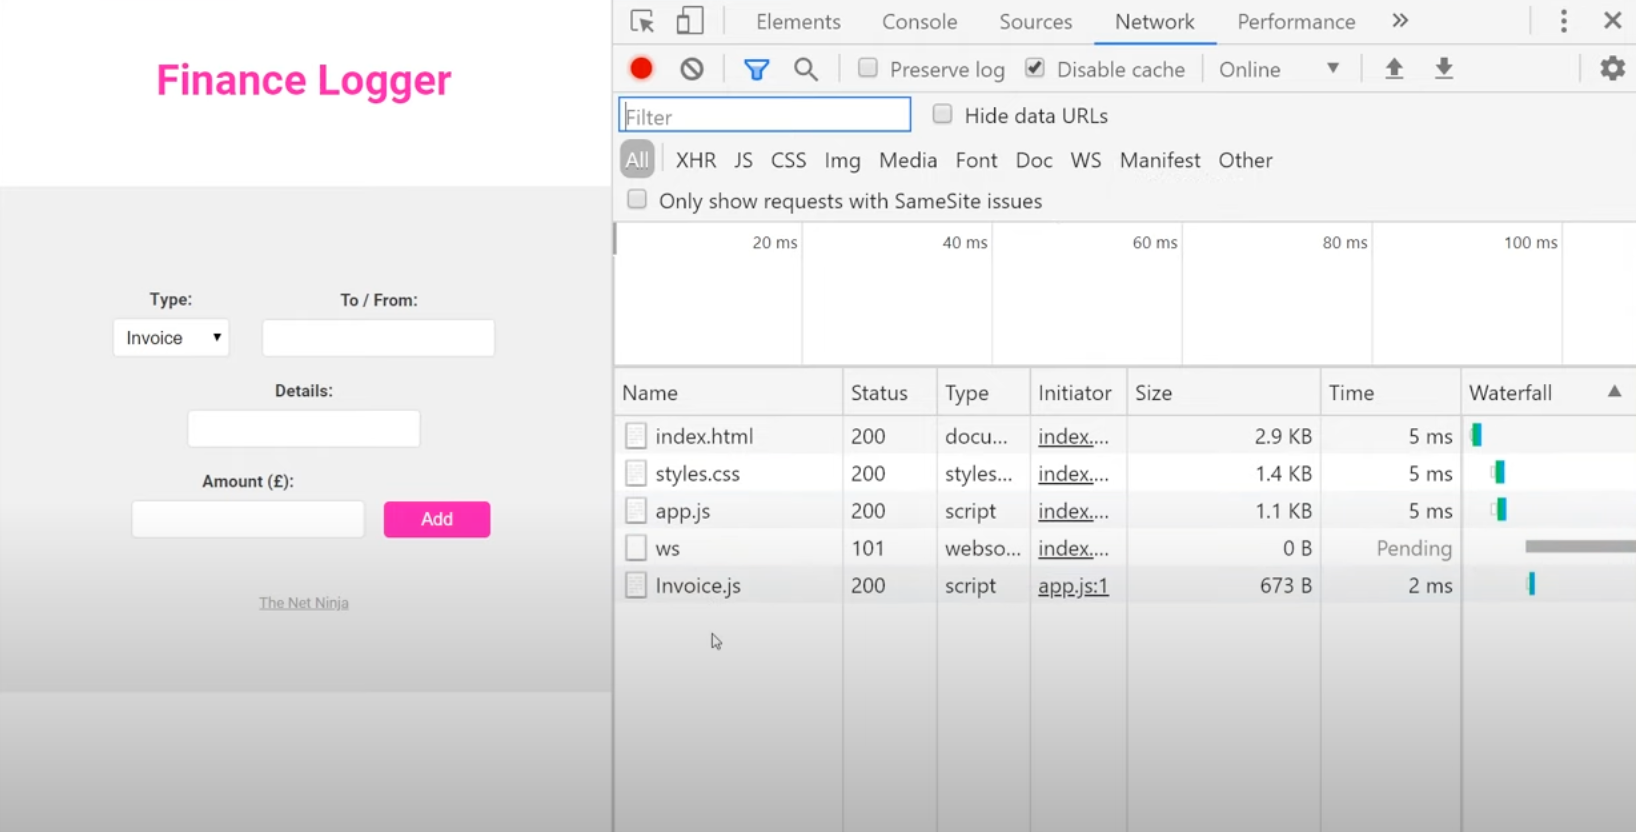 Finance Logger
Type:
To / From:
Invoice
Details:
Amount (£):
Add
The Net Ninja
Elements Console Sources Network Performance
Preserve log Disable cache Online
Filter Hide data URLs
All XHR JS CSS Img Media Font Doc WS Manifest Other
Only show requests with SameSite issues
20 ms 40 ms 60 ms 80 ms 100 ms
Name Status Type Initiator Size Time Waterfall
index.html 200 docu... index.... 2.9 KB 5 ms
styles.css 200 styles... index.... 1.4 KB 5 ms
app.js 200 script index.... 1.1 KB 5 ms
ws 101 webso... index.... 0 B Pending
Invoice.js 200 script app.js:1 673 B 2 ms